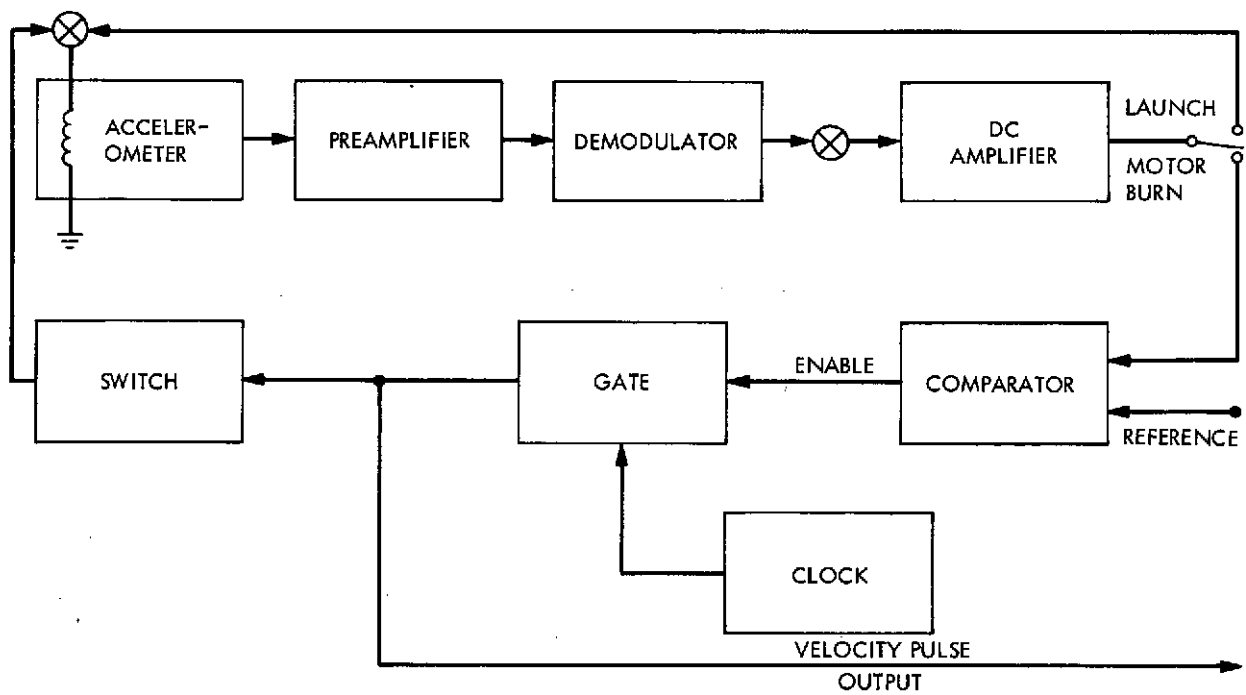 ACCELER-
OMETER
PREAMPLIFIER
DEMODULATOR
DC
AMPLIFIER
LAUNCH
MOTOR
BURN
SWITCH
GATE
ENABLE
COMPARATOR
REFERENCE
CLOCK
VELOCITY PULSE
OUTPUT